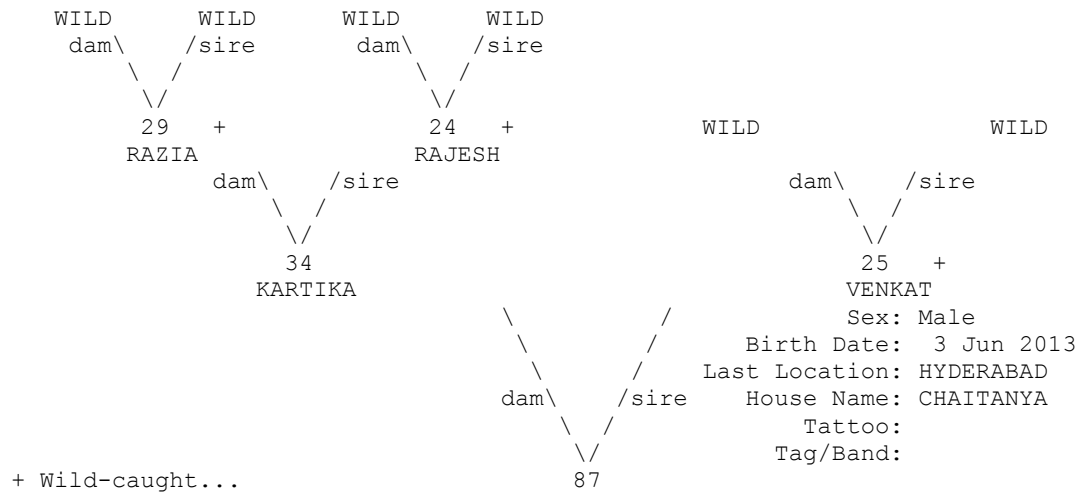 WILD WILD WILD WILD
dam\ /sire dam\ /sire
\ / \ /
\/ \/
29 + 24 + WILD WILD
RAZIA RAJESH
dam\ /sire dam\ /sire
\ / \ /
\/ \/
34 25 +
KARTIKA VENKAT
\ / Sex: Male
\ / Birth Date: 3 Jun 2013
\ / Last Location: HYDERABAD
dam\ /sire House Name: CHAITANYA
\ / Tattoo:
\/ Tag/Band:
+ Wild-caught... 87